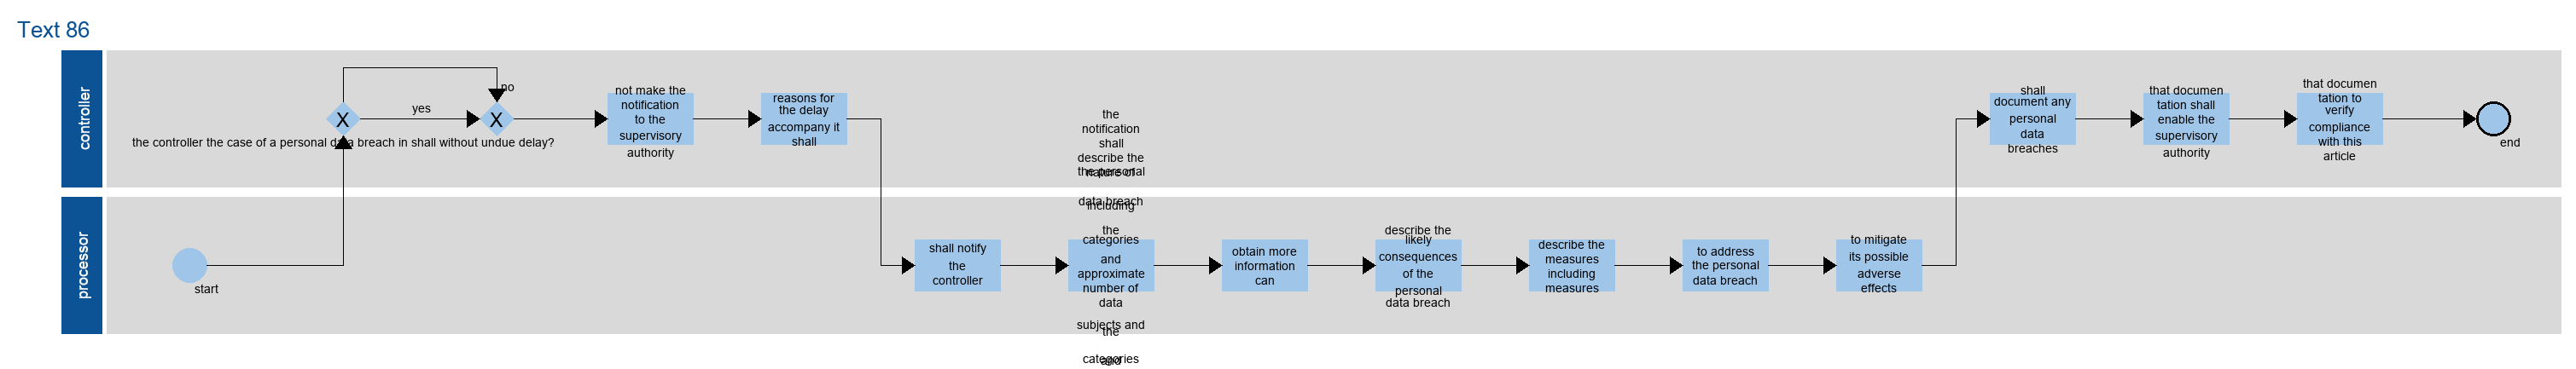 Text 86
controller
no
yes
X
X
the controller the case of a personal data breach in shall without undue delay?
not make the
notification
to the
supervisory
authority
reasons for
the delay
accompany it
shall
the
notification
shall
describe the
nature of
the personal
data breach
including
the
categories
and
approximate
number of
data
subjects and
the
categories
and
shall
document any
personal
data
breaches
that documen
tation shall
enable the
supervisory
authority
that documen
tation to
verify
compliance
with this
article
end
processor
start
shall notify
the
controller
obtain more
information
can
describe the
likely
consequences
of the
personal
data breach
describe the
measures
including
measures
to address
the personal
data breach
to mitigate
its possible
adverse
effects